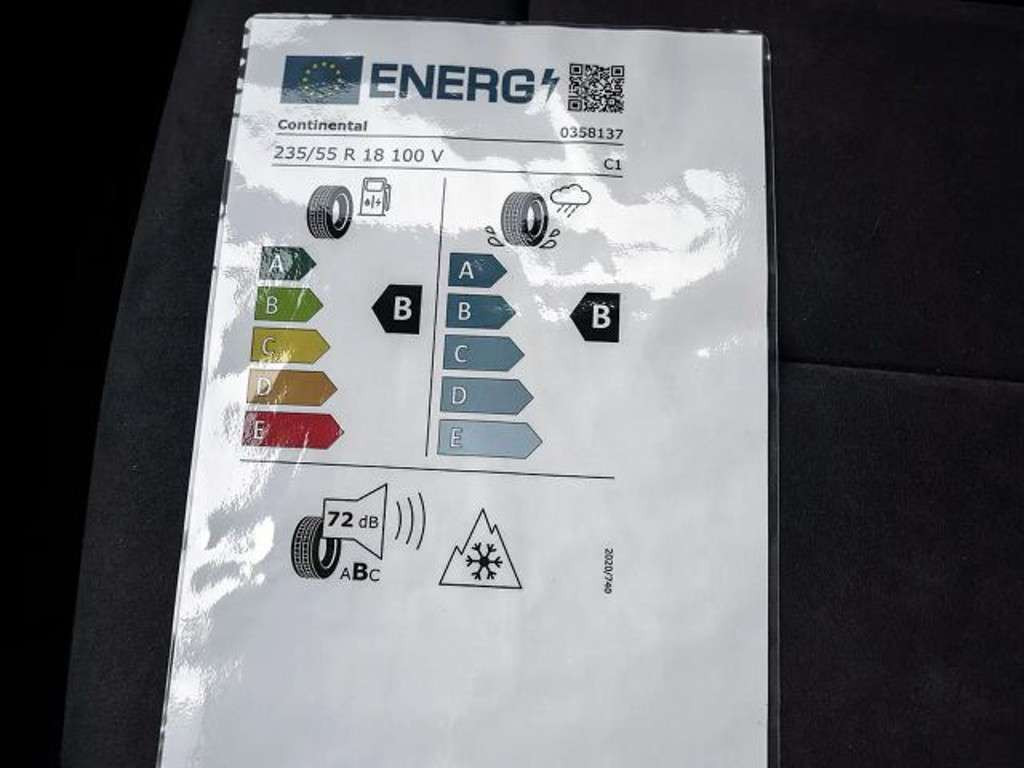 ENERG
Continental 0358137
235/55 R 18 100 V C1
A A
B B B B
C C
D D
E E
72 dB
ABC
2020/740